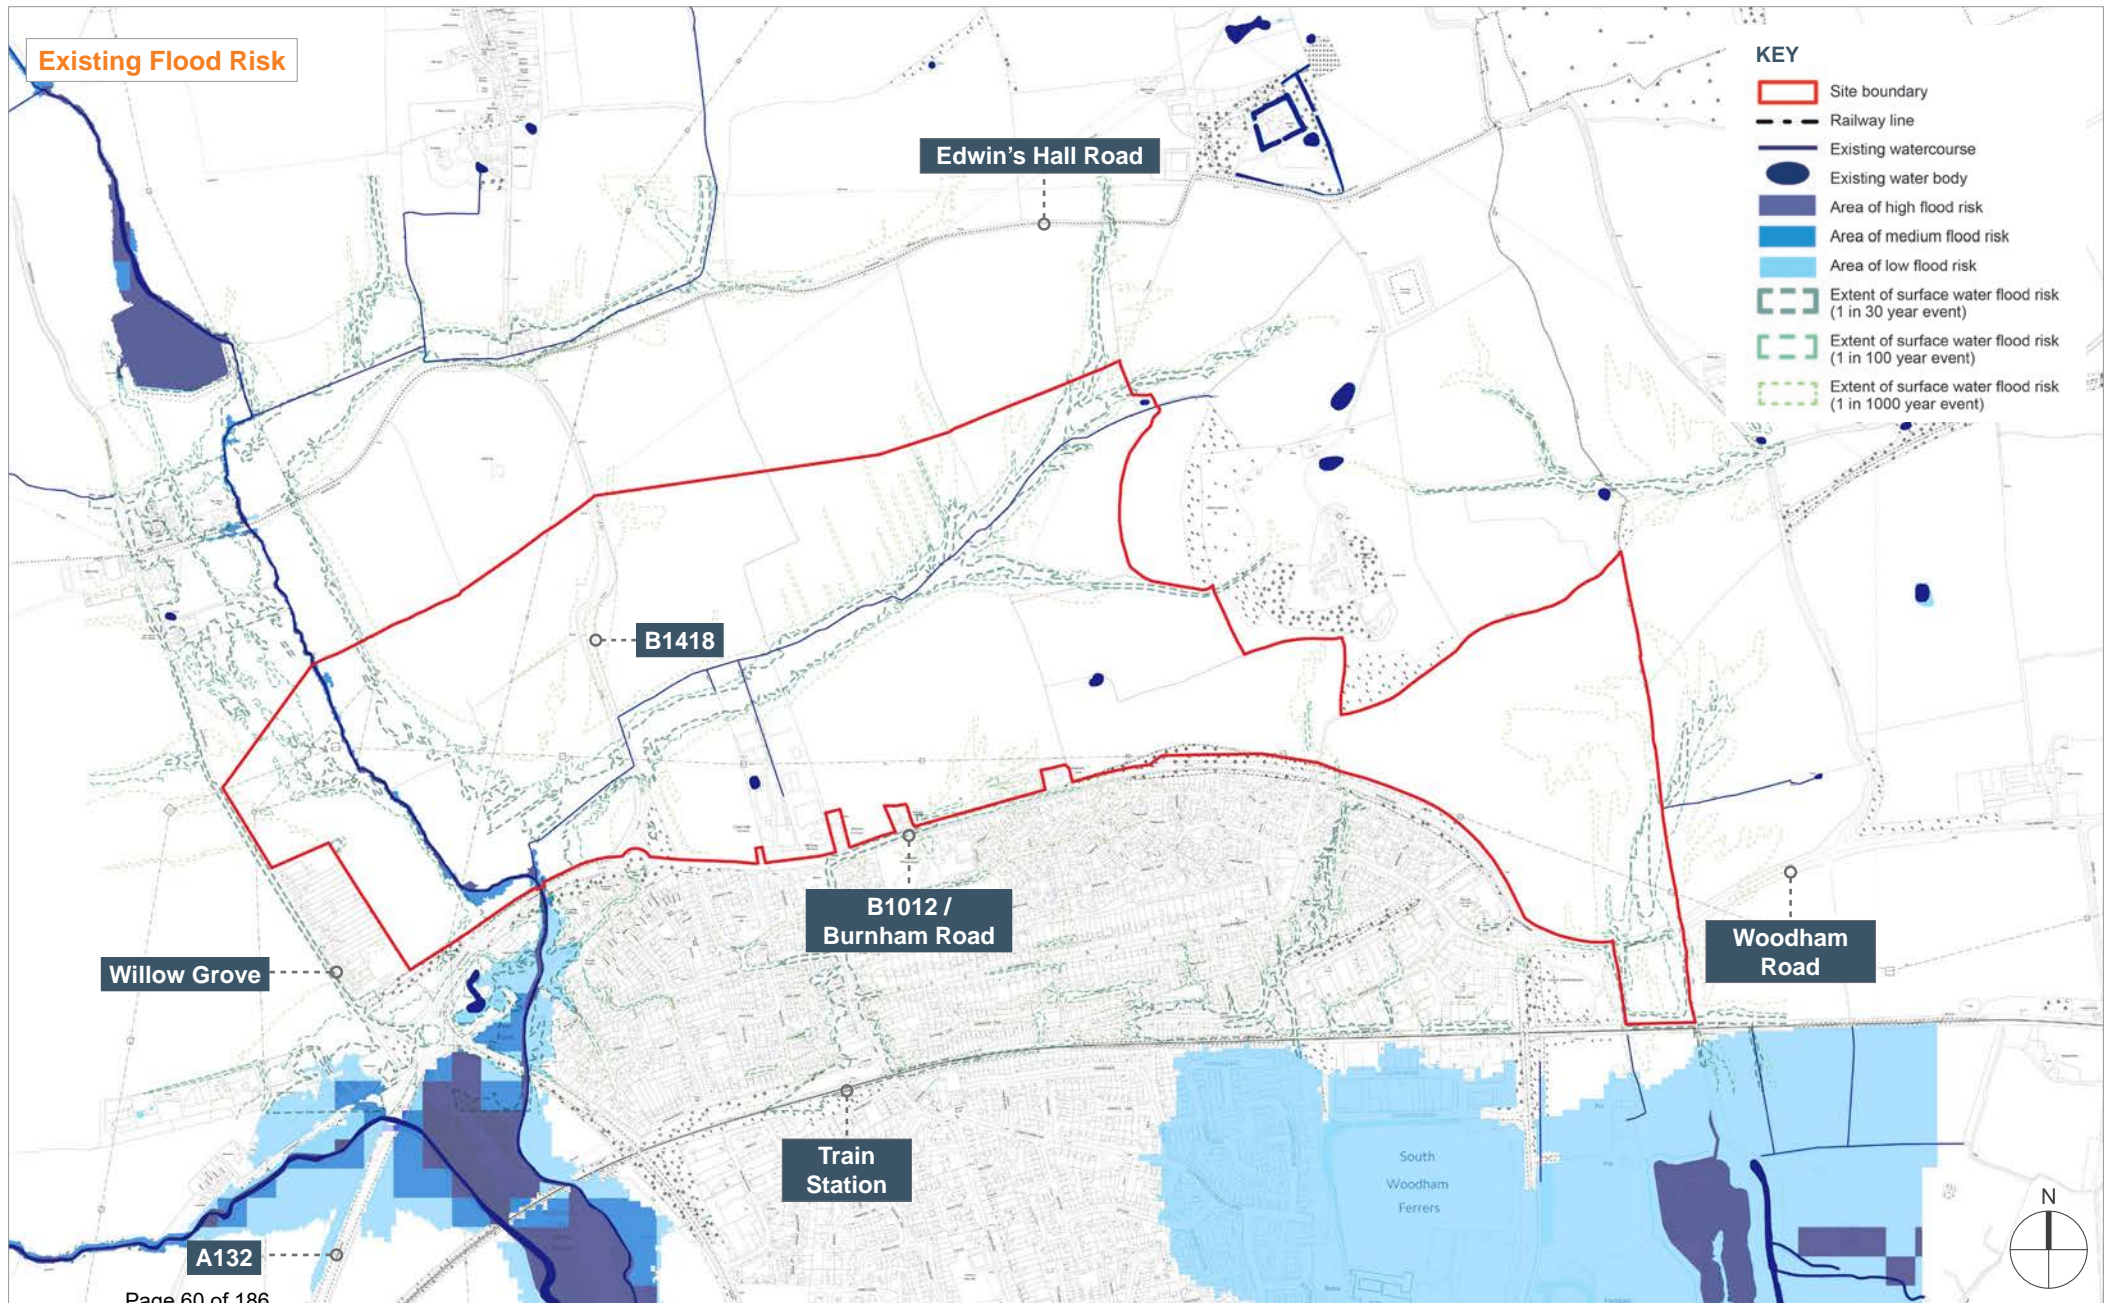 Existing Flood Risk
KEY
Site boundary
Railway line
Existing watercourse
Existing water body
Area of high flood risk
Area of medium flood risk
Area of low flood risk
Extent of surface water flood risk
(1 in 30 year event)
Extent of surface water flood risk
(1 in 100 year event)
Extent of surface water flood risk
(1 in 1000 year event)
Edwin's Hall Road
B1418
B1012 /
Burnham Road
Willow Grove
Woodham
Road
Train
Station
South
Woodham
Ferrers
A132
N
Page 60 of 186